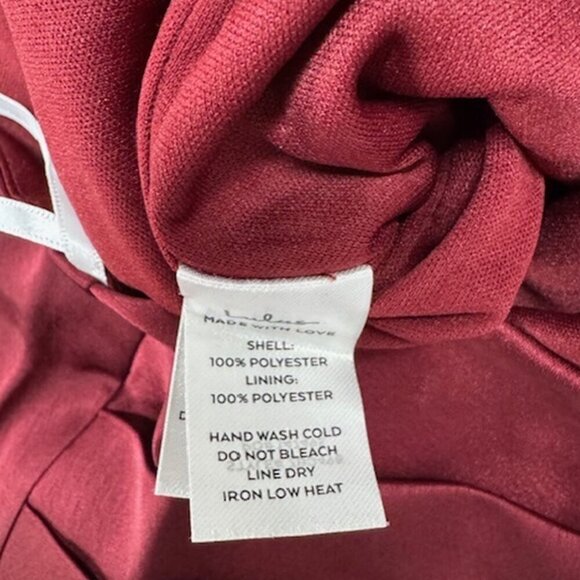 Lulus
MADE WITH LOVE
SHELL:
100% POLYESTER
LINING:
100% POLYESTER
HAND WASH COLD
DO NOT BLEACH
LINE DRY
IRON LOW HEAT